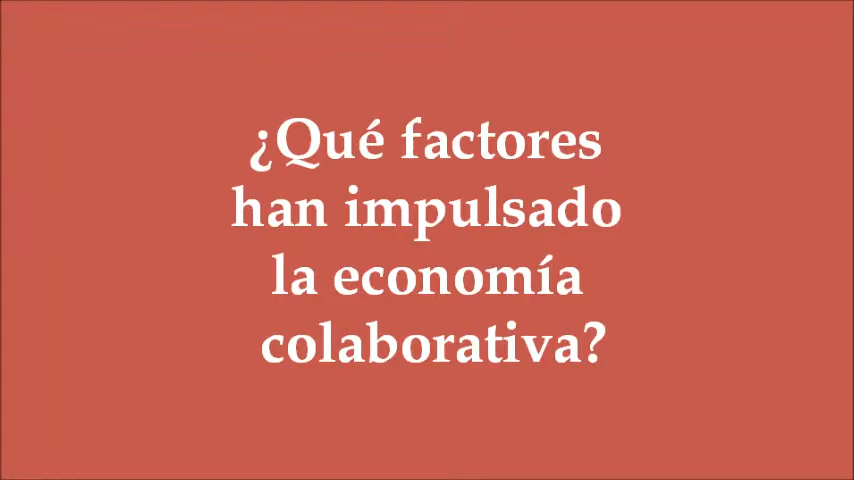 ¿Qué factores
han impulsado
la economía
colaborativa?